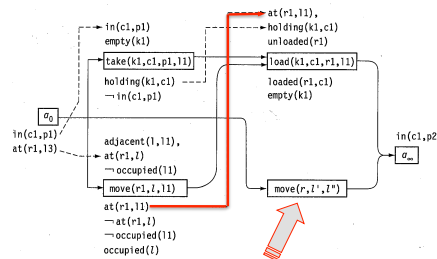 in(c1,p1)
empty(k1)
take(k1,c1,p1,l1)
holding(k1,c1)
¬in(c1,p1)
at(r1,l1),
holding(k1,c1)
unloaded(r1)
load(k1,c1,r1,l1)
loaded(r1,c1)
empty(k1)
a₀
in(c1,p1)
at(r1,l3)
adjacent(l,l1),
at(r1,l)
¬occupied(l1)
move(r1,l,l1)
at(r1,l1)
¬at(r1,l)
¬occupied(l1)
occupied(l)
move(r,l',l")
in(c1,p2
a∞